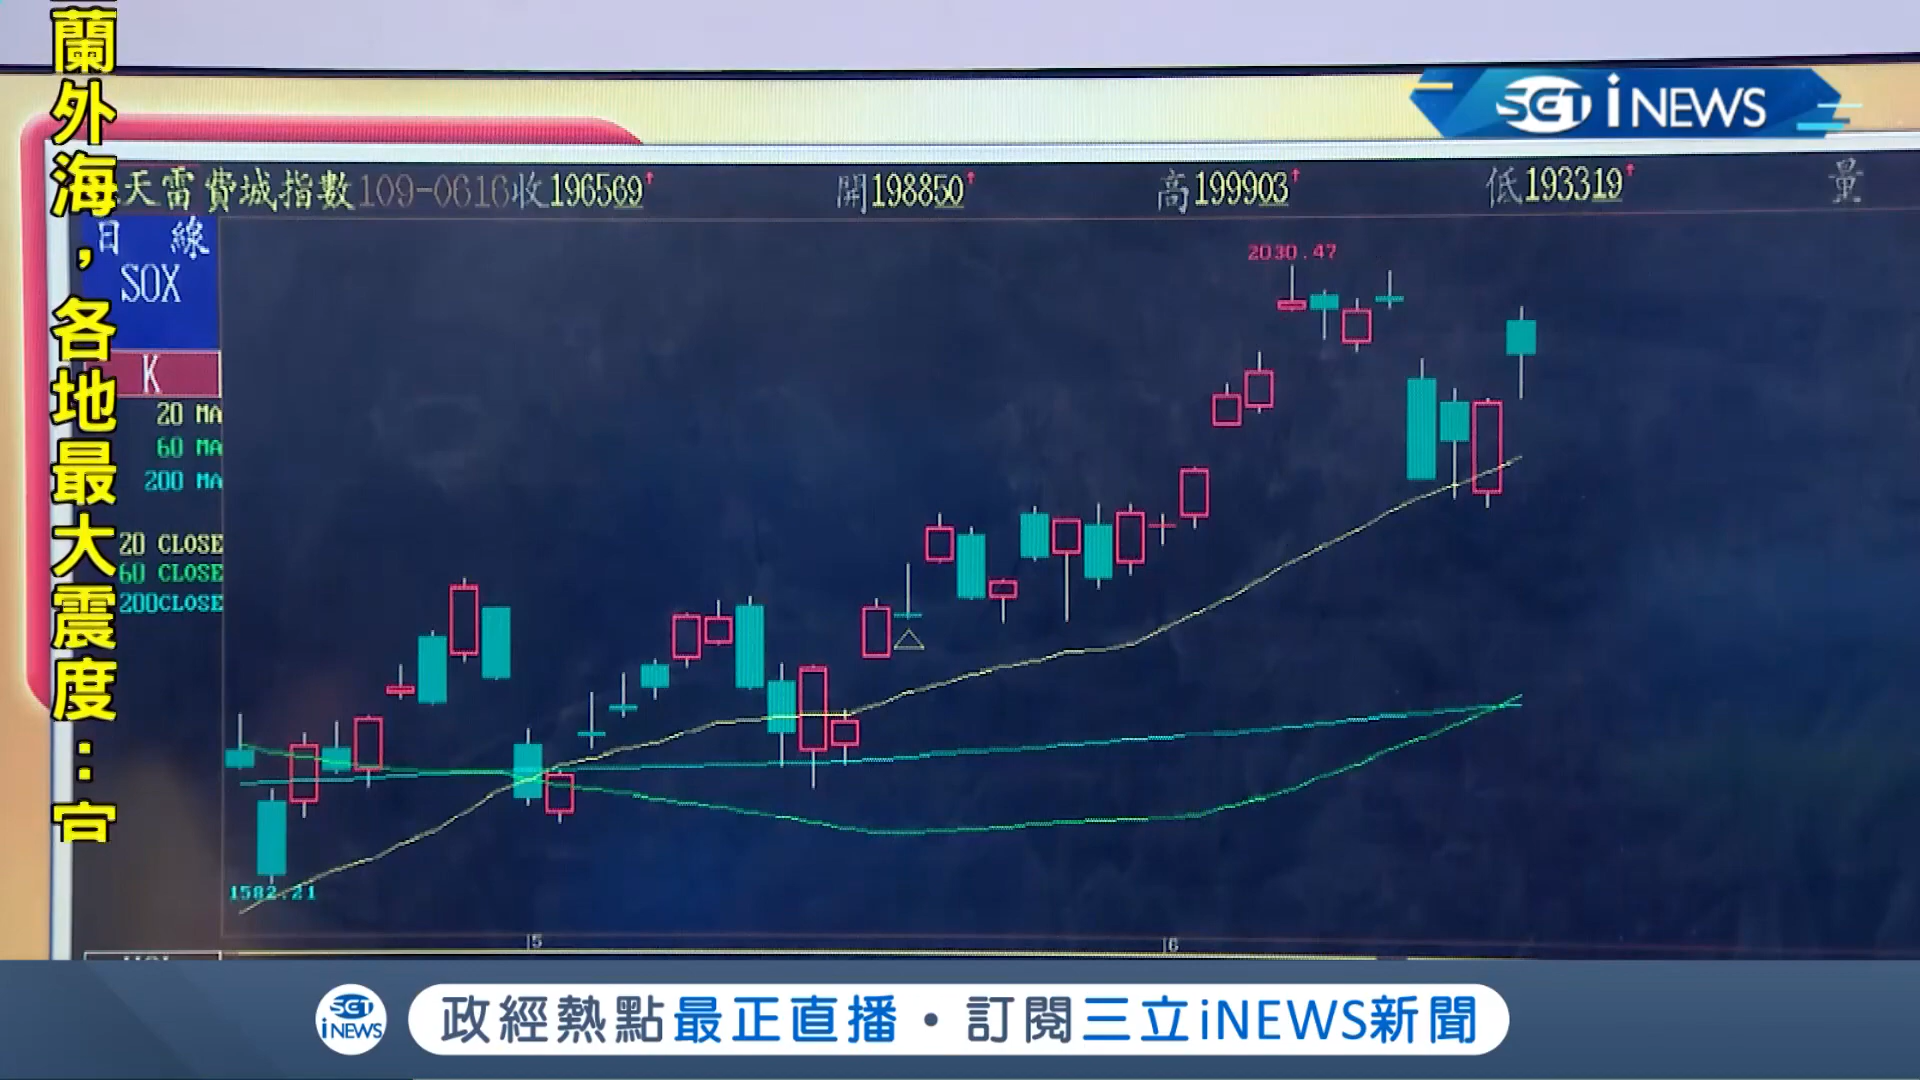 蘭外海，各地最大震度：宜
SET iNEWS
天雷費城指數109-0616收196569↑ 開198850↑ 高199903↑ 低193319↑ 量
日 線
SOX
K
20 MA
60 MA
200 MA
20 CLOSE
60 CLOSE
200CLOSE
2030.47
1582.21
5
6
SET iNEWS
政經熱點最正直播・訂閱三立iNEWS新聞